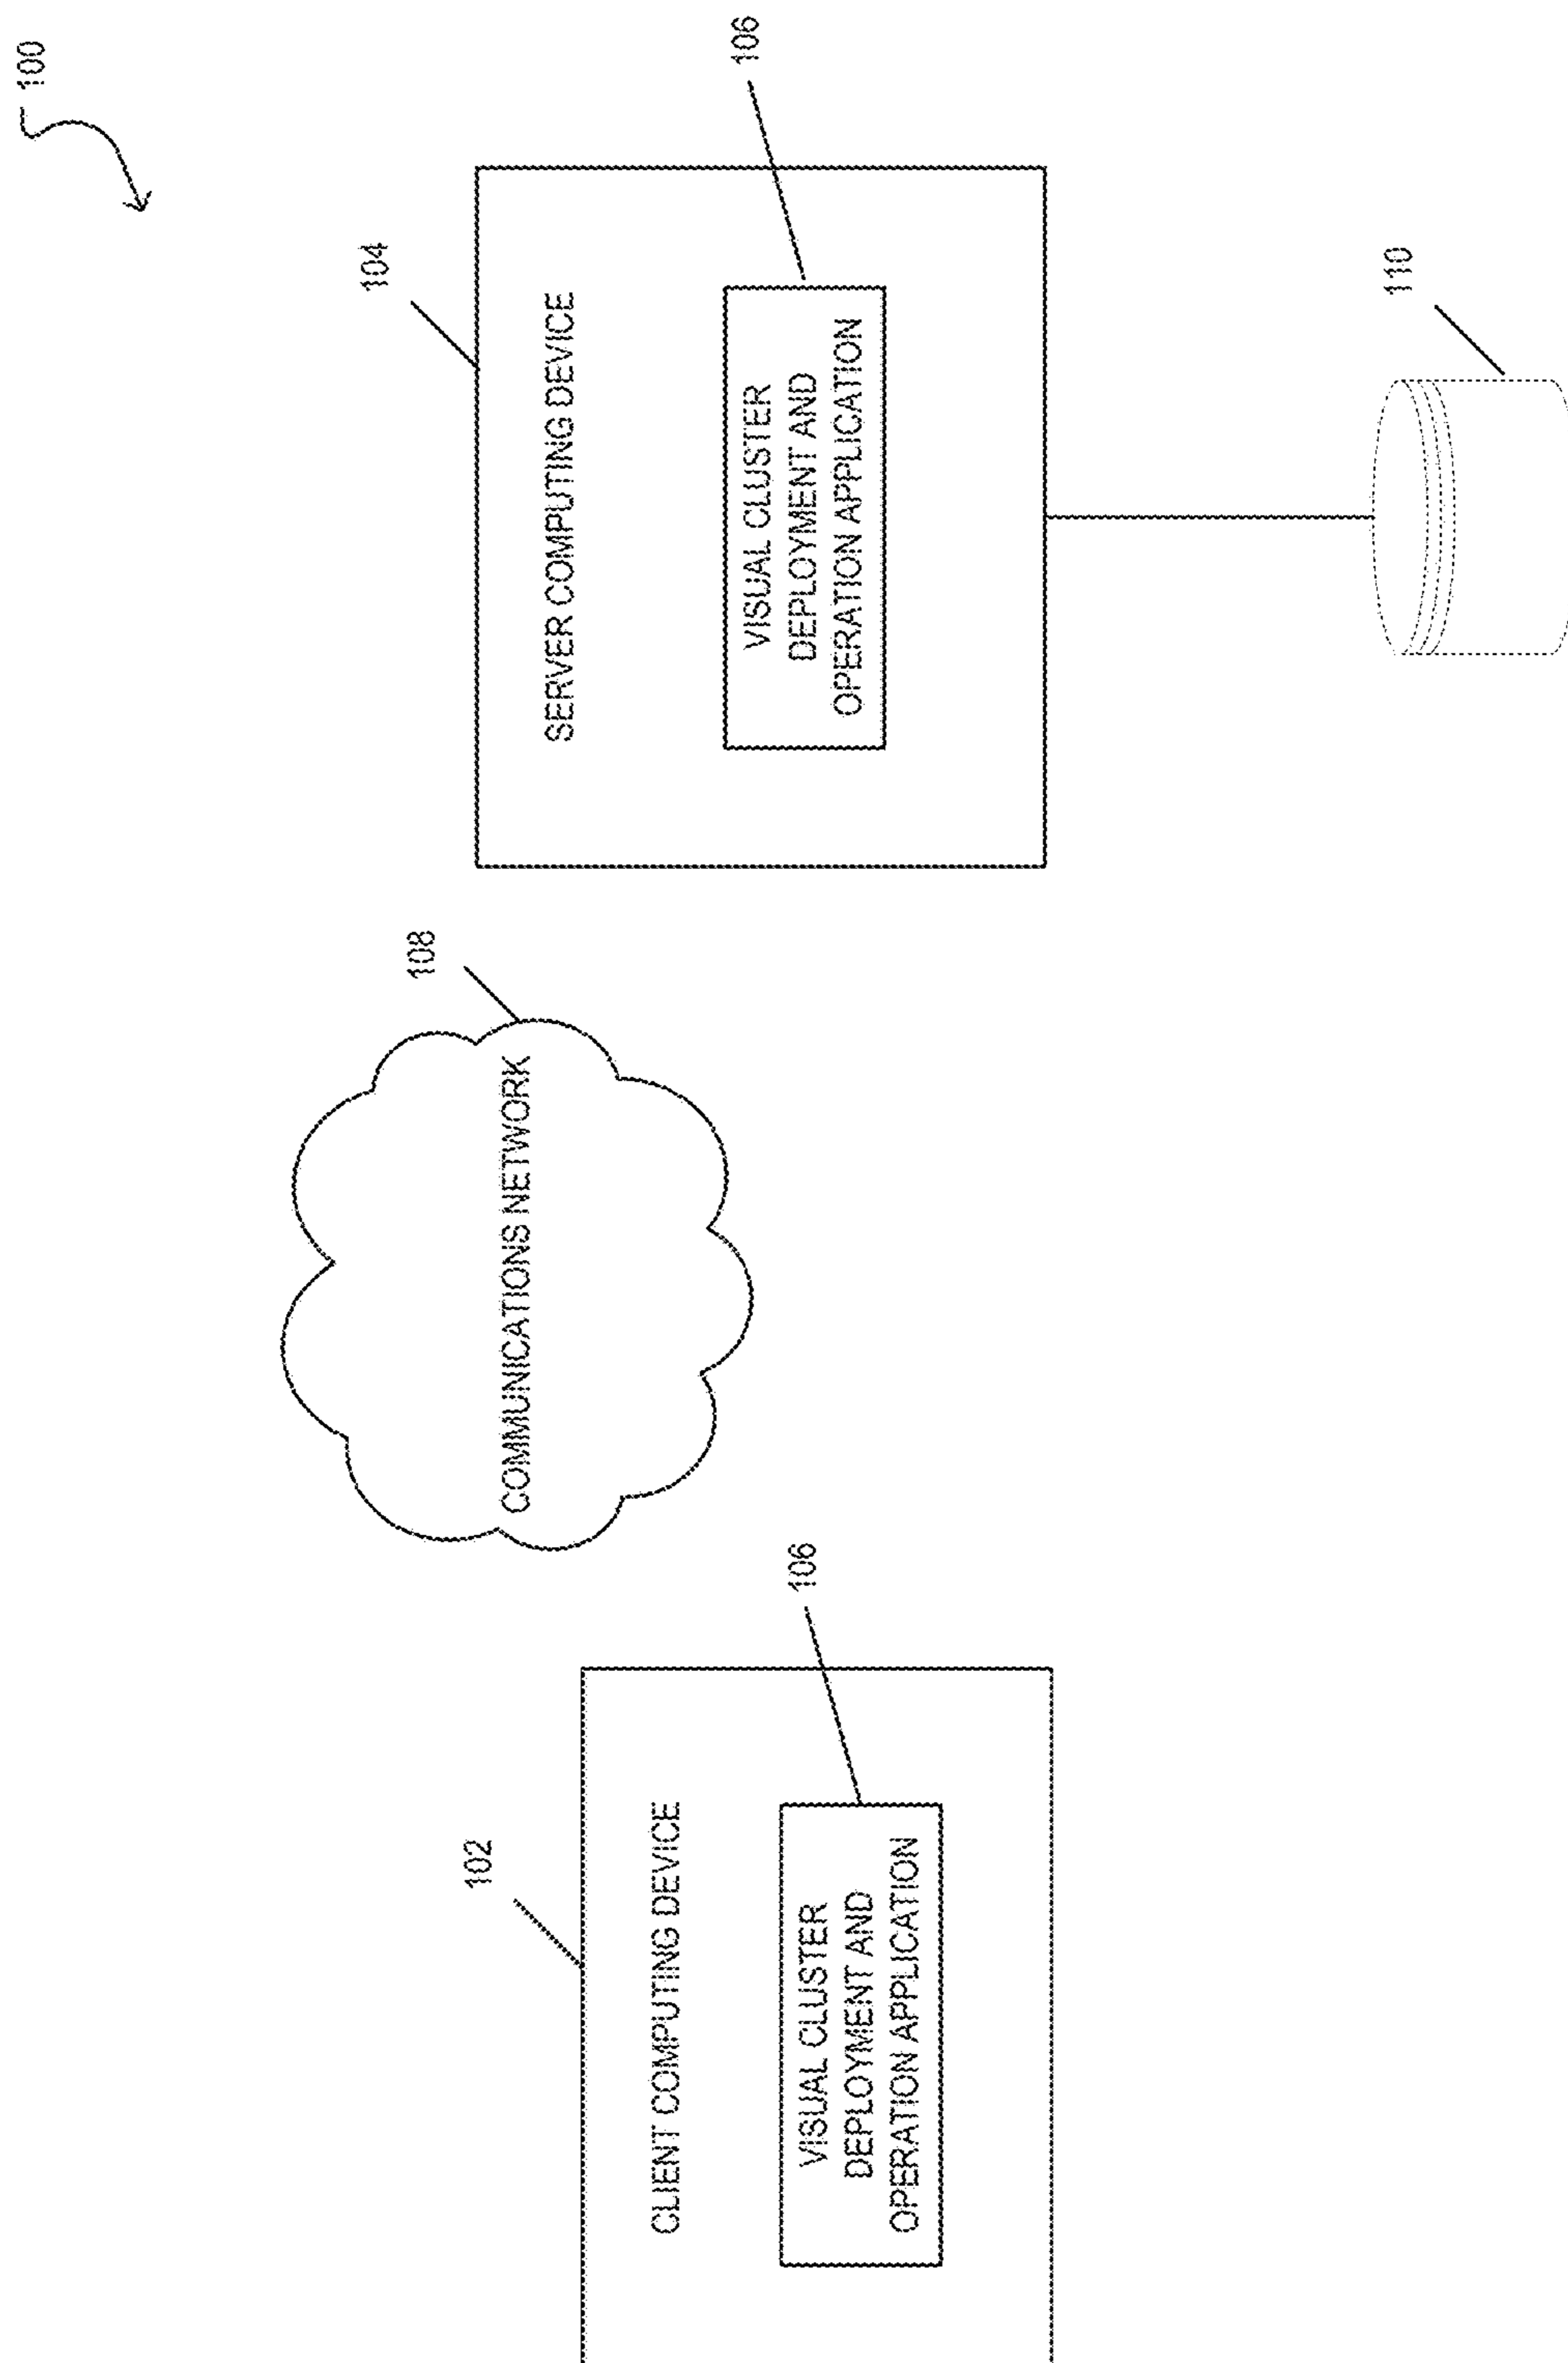 100
102
CLIENT COMPUTING DEVICE
106
VISUAL CLUSTER
DEPLOYMENT AND
OPERATION APPLICATION
108
COMMUNICATIONS NETWORK
104
SERVER COMPUTING DEVICE
106
VISUAL CLUSTER
DEPLOYMENT AND
OPERATION APPLICATION
110